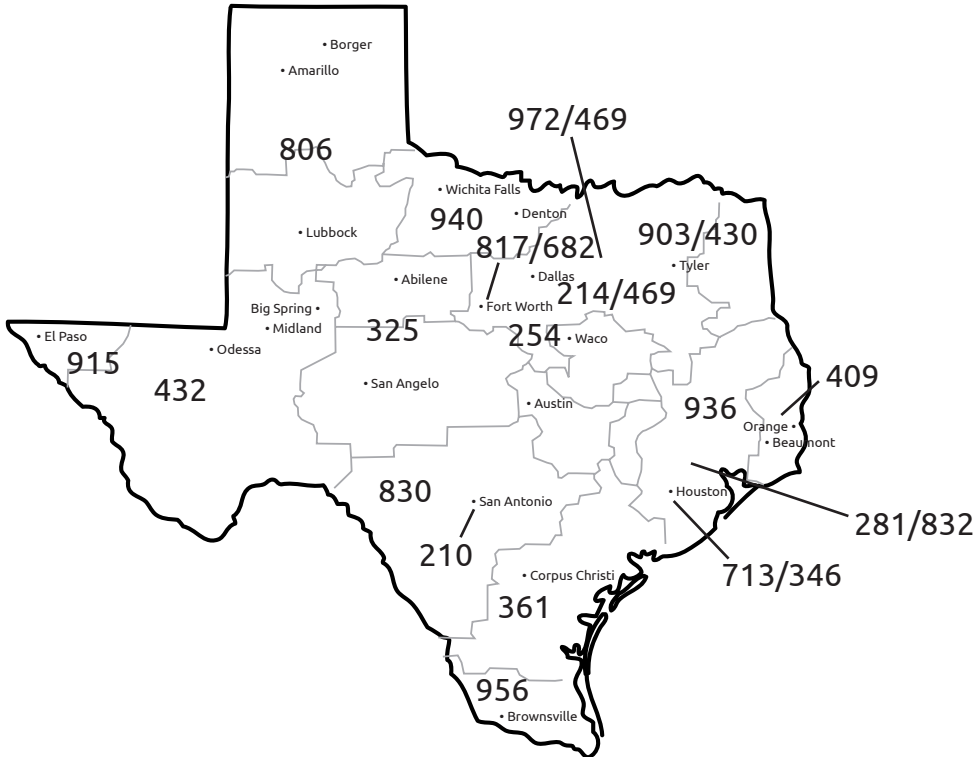 Borger
Amarillo
972/469
806
Wichita Falls
Denton
940
Lubbock
903/430
817/682
Tyler
Dallas
Abilene
214/469
Big Spring
Fort Worth
Midland
325
254
Waco
El Paso
Odessa
915
432
San Angelo
409
Austin
936
Orange
Beaumont
830
Houston
San Antonio
281/832
210
Corpus Christi
713/346
361
956
Brownsville